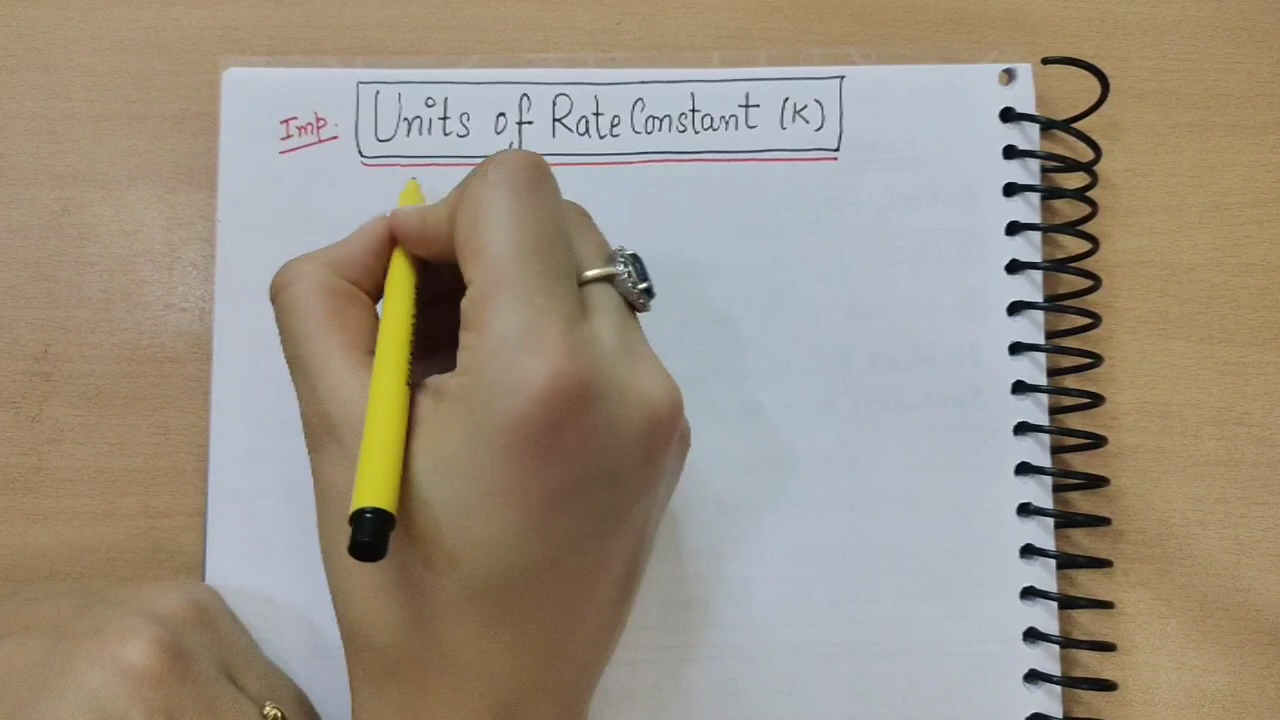 Imp. Units of Rate Constant (K)